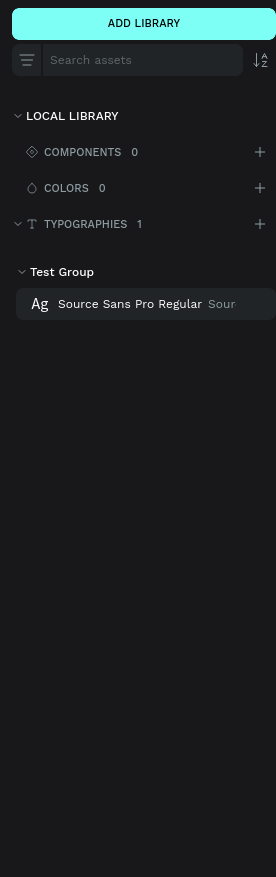 ADD LIBRARY
Search assets
A
Z
LOCAL LIBRARY
COMPONENTS 0
COLORS 0
TYPOGRAPHIES 1
Test Group
Ag Source Sans Pro Regular Sour